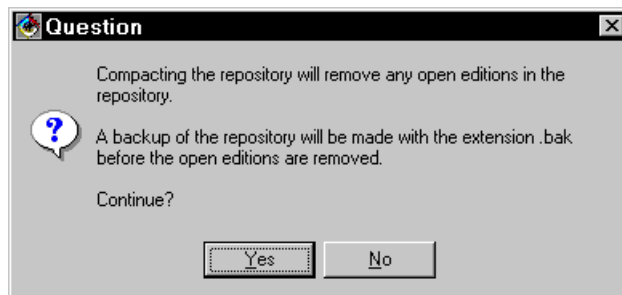 Question
Compacting the repository will remove any open editions in the
repository.
A backup of the repository will be made with the extension .bak
before the open editions are removed.
Continue?
Yes
No